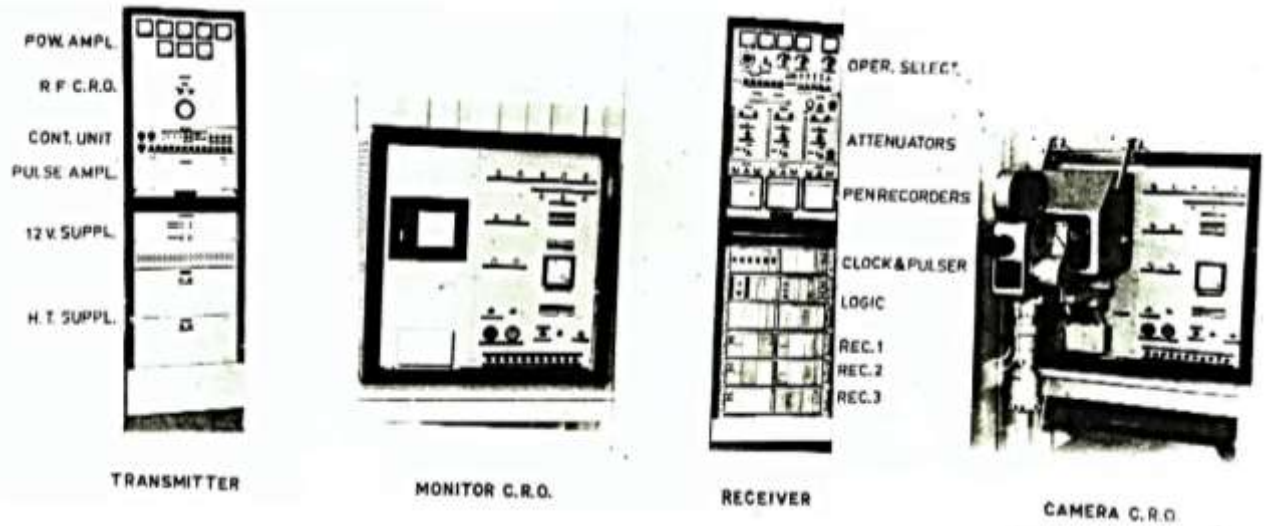 POW. AMPL.
R F C.R.O.
CONT. UNIT
PULSE AMPL.
12 V. SUPPL.
H.T. SUPPL.
TRANSMITTER
MONITOR C.R.O.
OPER. SELECT.
ATTENUATORS
PEN RECORDERS
CLOCK & PULSER
LOGIC
REC. 1
REC. 2
REC. 3
RECEIVER
CAMERA C.R.O.